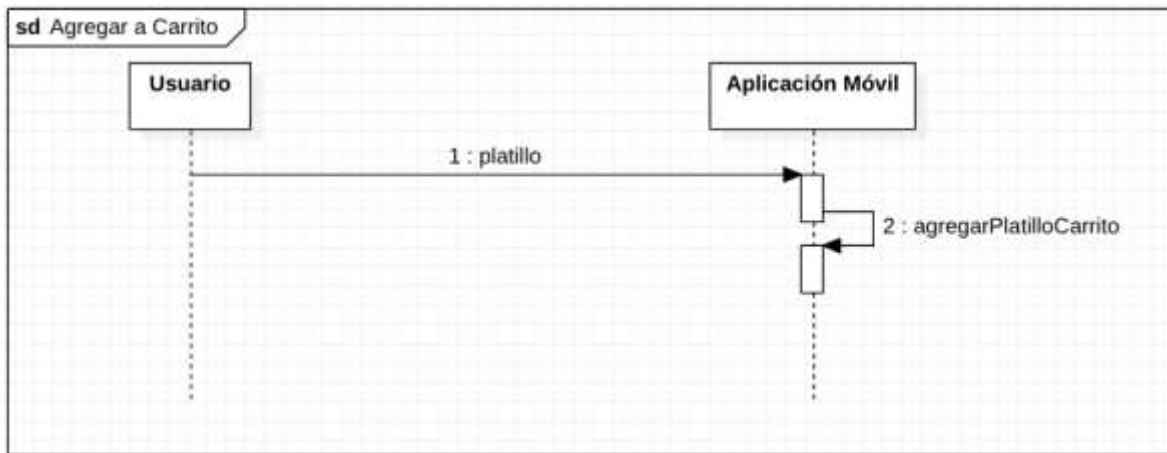 sd Agregar a Carrito
Usuario
Aplicación Móvil
1 : platillo
2 : agregarPlatilloCarrito